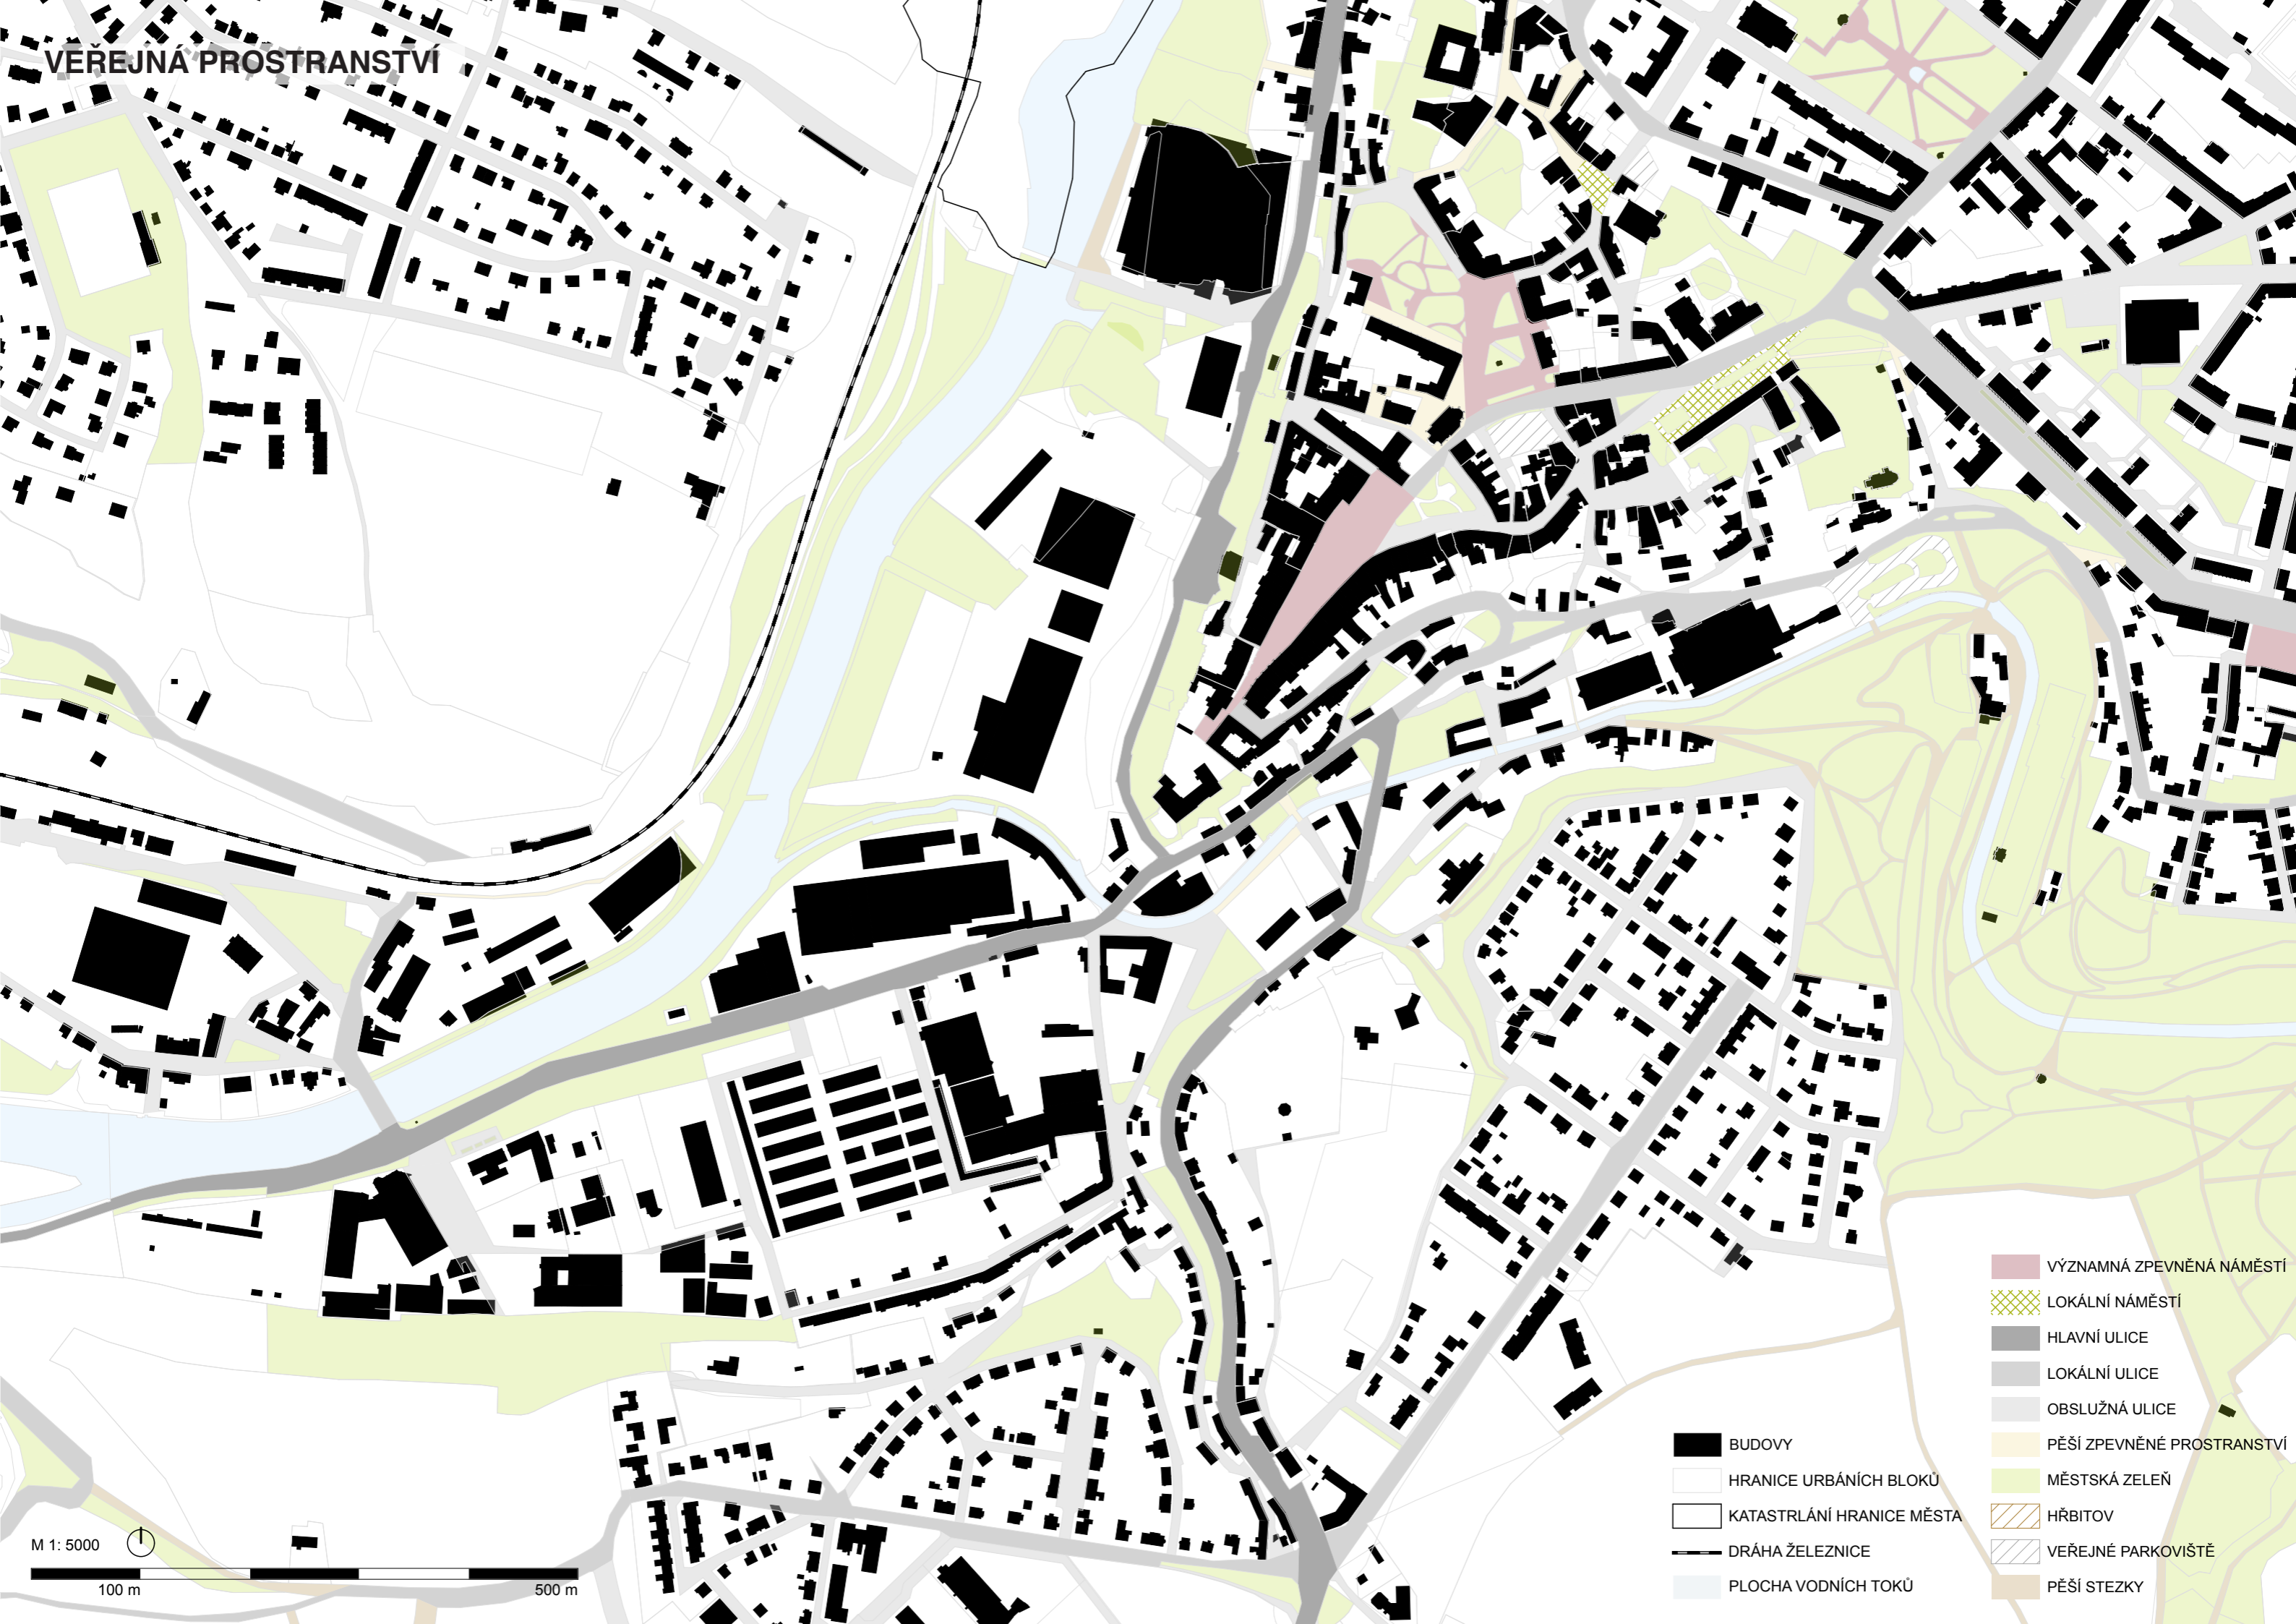 VEŘEJNÁ PROSTRANSTVÍ
VÝZNAMNÁ ZPEVNĚNÁ NÁMĚSTÍ
LOKÁLNÍ NÁMĚSTÍ
HLAVNÍ ULICE
LOKÁLNÍ ULICE
OBSLUŽNÁ ULICE
PĚŠÍ ZPEVNĚNÉ PROSTRANSTVÍ
MĚSTSKÁ ZELEŇ
HŘBITOV
VEŘEJNÉ PARKOVIŠTĚ
PĚŠÍ STEZKY
BUDOVY
HRANICE URBÁNÍCH BLOKŮ
KATASTRLÁNÍ HRANICE MĚSTA
DRÁHA ŽELEZNICE
PLOCHA VODNÍCH TOKŮ
M 1: 5000
100 m
500 m